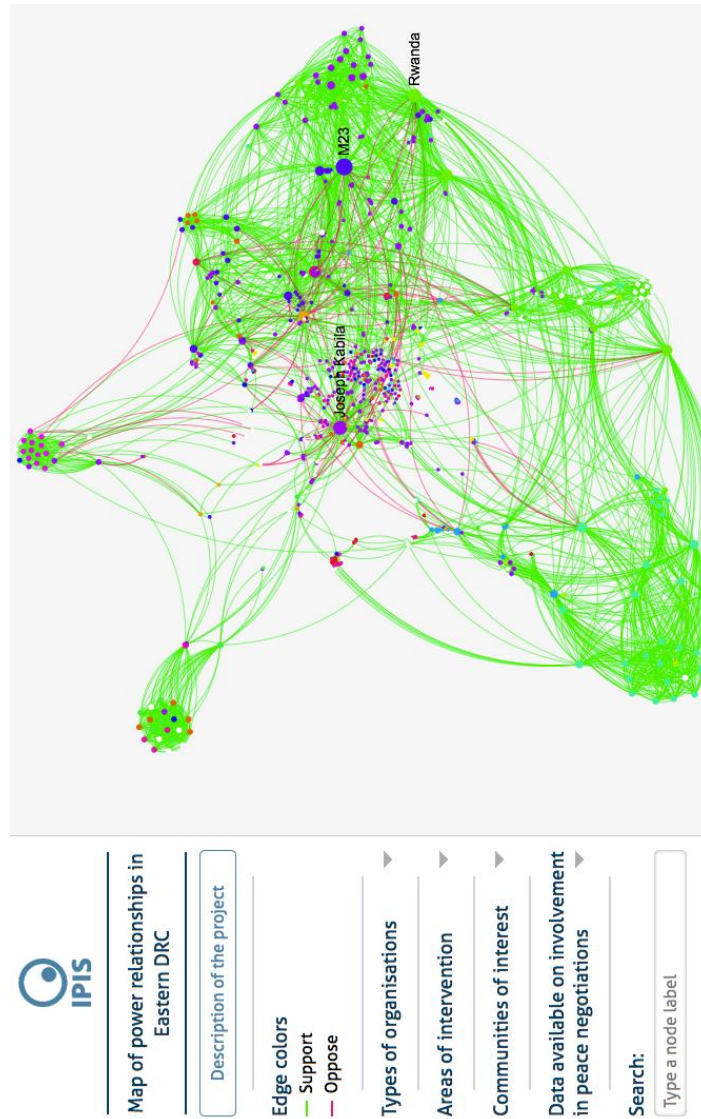 IPIS
Map of power relationships in
Eastern DRC
Description of the project
Edge colors
Support
Oppose
Types of organisations
Areas of intervention
Communities of interest
Data available on involvement
in peace negotiations
Search:
Type a node label
Joseph Kabila
M23
Rwanda